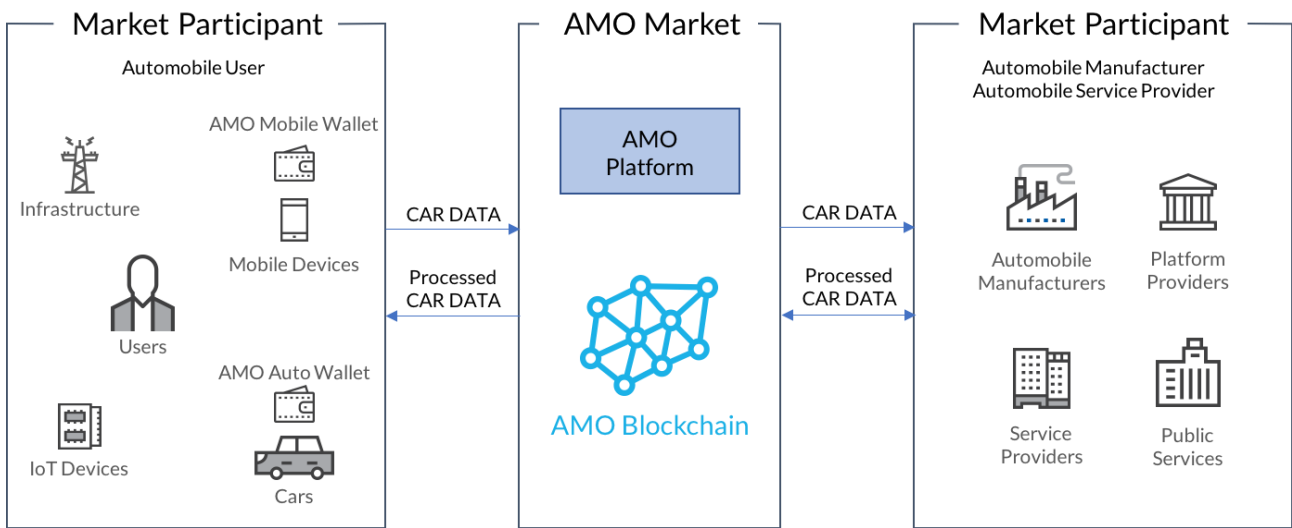 Market Participant
Automobile User
AMO Mobile Wallet
Infrastructure
Mobile Devices
Users
AMO Auto Wallet
IoT Devices
Cars
CAR DATA
Processed
CAR DATA
AMO Market
AMO
Platform
AMO Blockchain
CAR DATA
Processed
CAR DATA
Market Participant
Automobile Manufacturer
Automobile Service Provider
Automobile
Manufacturers
Platform
Providers
Service
Providers
Public
Services